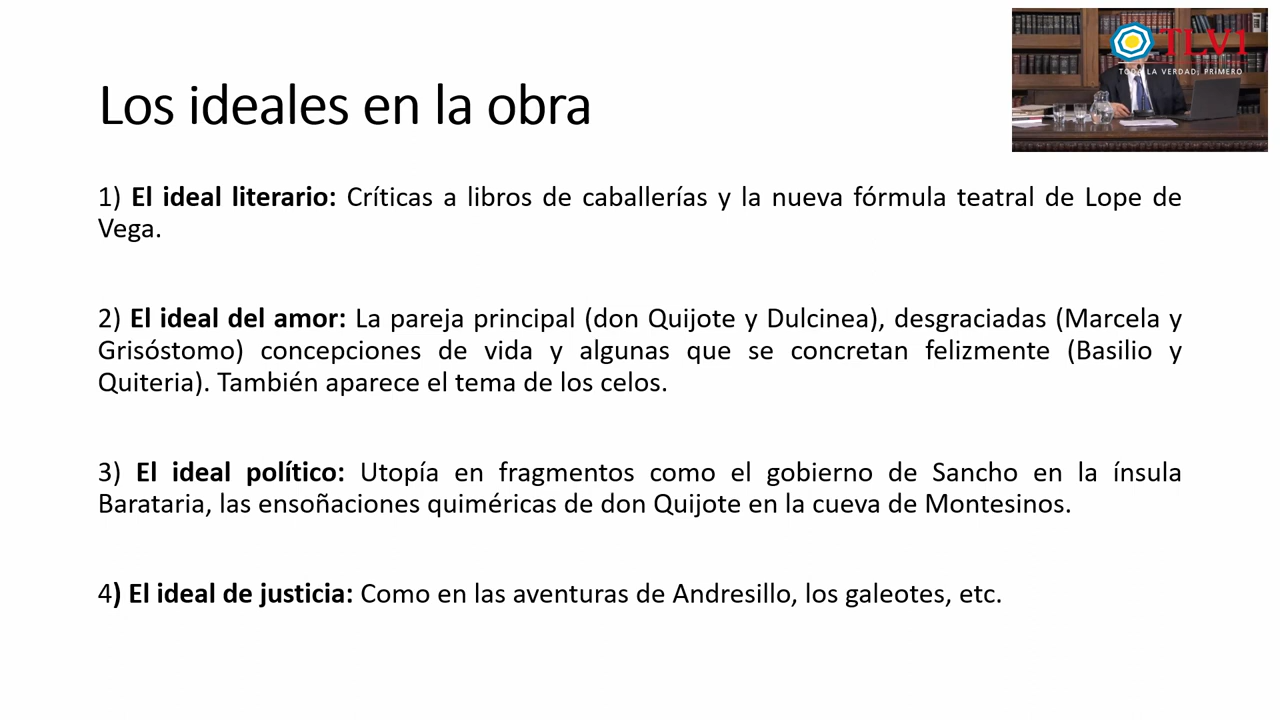 TLV1
TODA LA VERDAD, PRIMERO
Los ideales en la obra
1) El ideal literario: Críticas a libros de caballerías y la nueva fórmula teatral de Lope de
Vega.
2) El ideal del amor: La pareja principal (don Quijote y Dulcinea), desgraciadas (Marcela y
Grisóstomo) concepciones de vida y algunas que se concretan felizmente (Basilio y
Quiteria). También aparece el tema de los celos.
3) El ideal político: Utopía en fragmentos como el gobierno de Sancho en la ínsula
Barataria, las ensoñaciones quiméricas de don Quijote en la cueva de Montesinos.
4) El ideal de justicia: Como en las aventuras de Andresillo, los galeotes, etc.